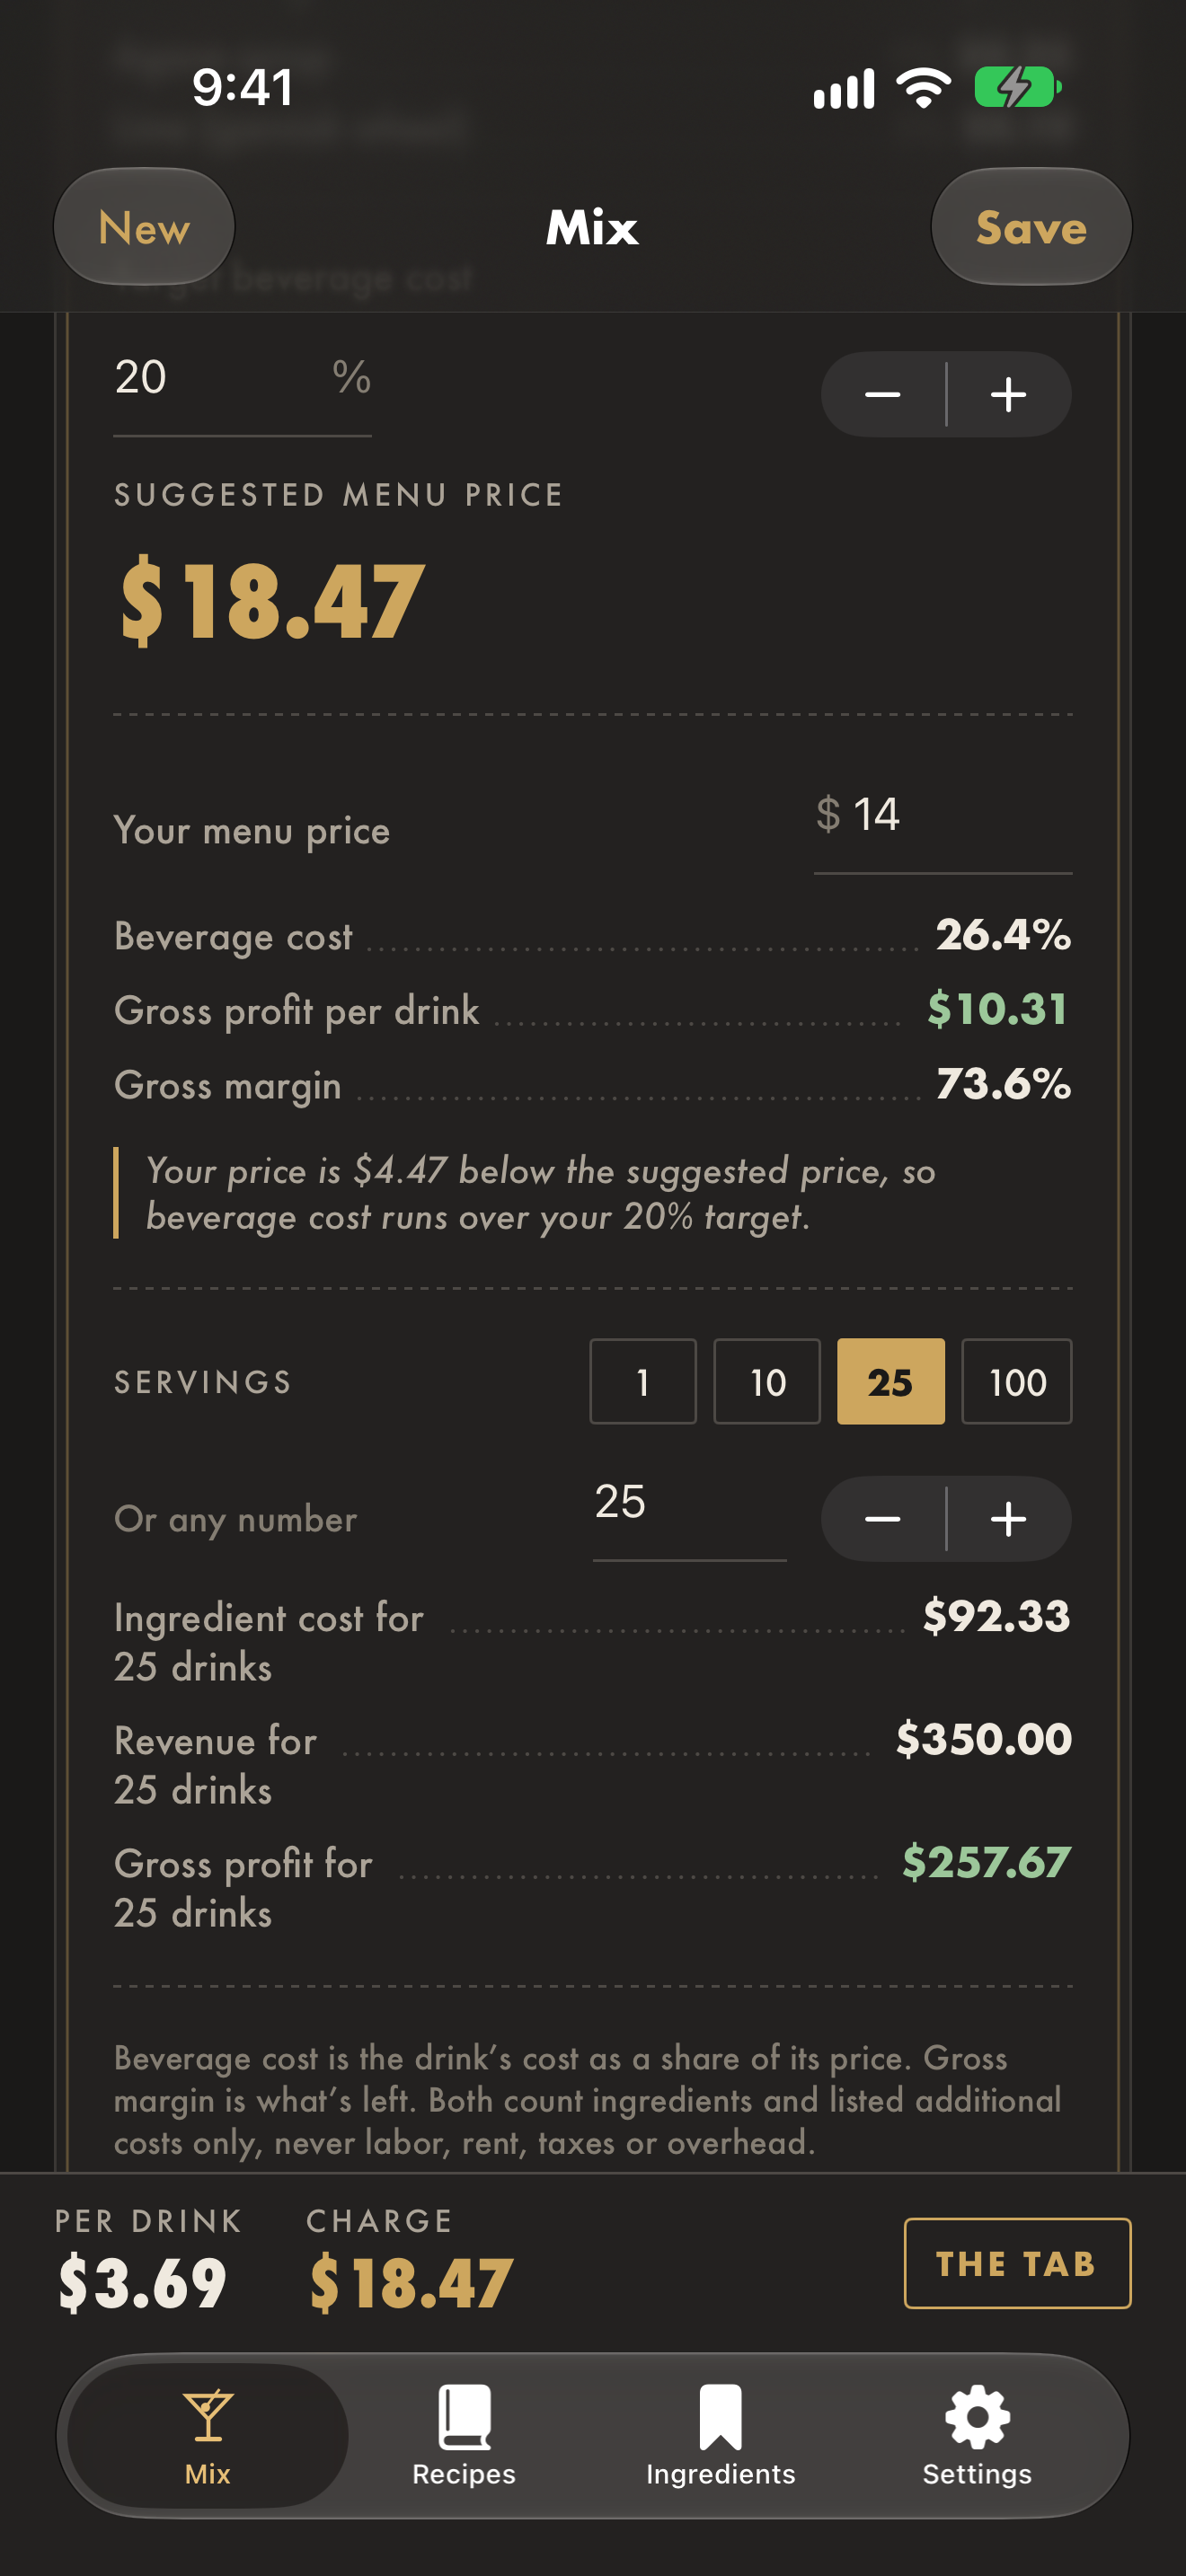 9:41
New
Mix
Save
Target beverage cost
20 %
SUGGESTED MENU PRICE
$18.47
Your menu price $ 14
Beverage cost 26.4%
Gross profit per drink $10.31
Gross margin 73.6%
Your price is $4.47 below the suggested price, so
beverage cost runs over your 20% target.
SERVINGS 1 10 25 100
Or any number 25
Ingredient cost for $92.33
25 drinks
Revenue for $350.00
25 drinks
Gross profit for $257.67
25 drinks
Beverage cost is the drink’s cost as a share of its price. Gross
margin is what’s left. Both count ingredients and listed additional
costs only, never labor, rent, taxes or overhead.
PER DRINK CHARGE
$3.69 $18.47
THE TAB
Mix Recipes Ingredients Settings